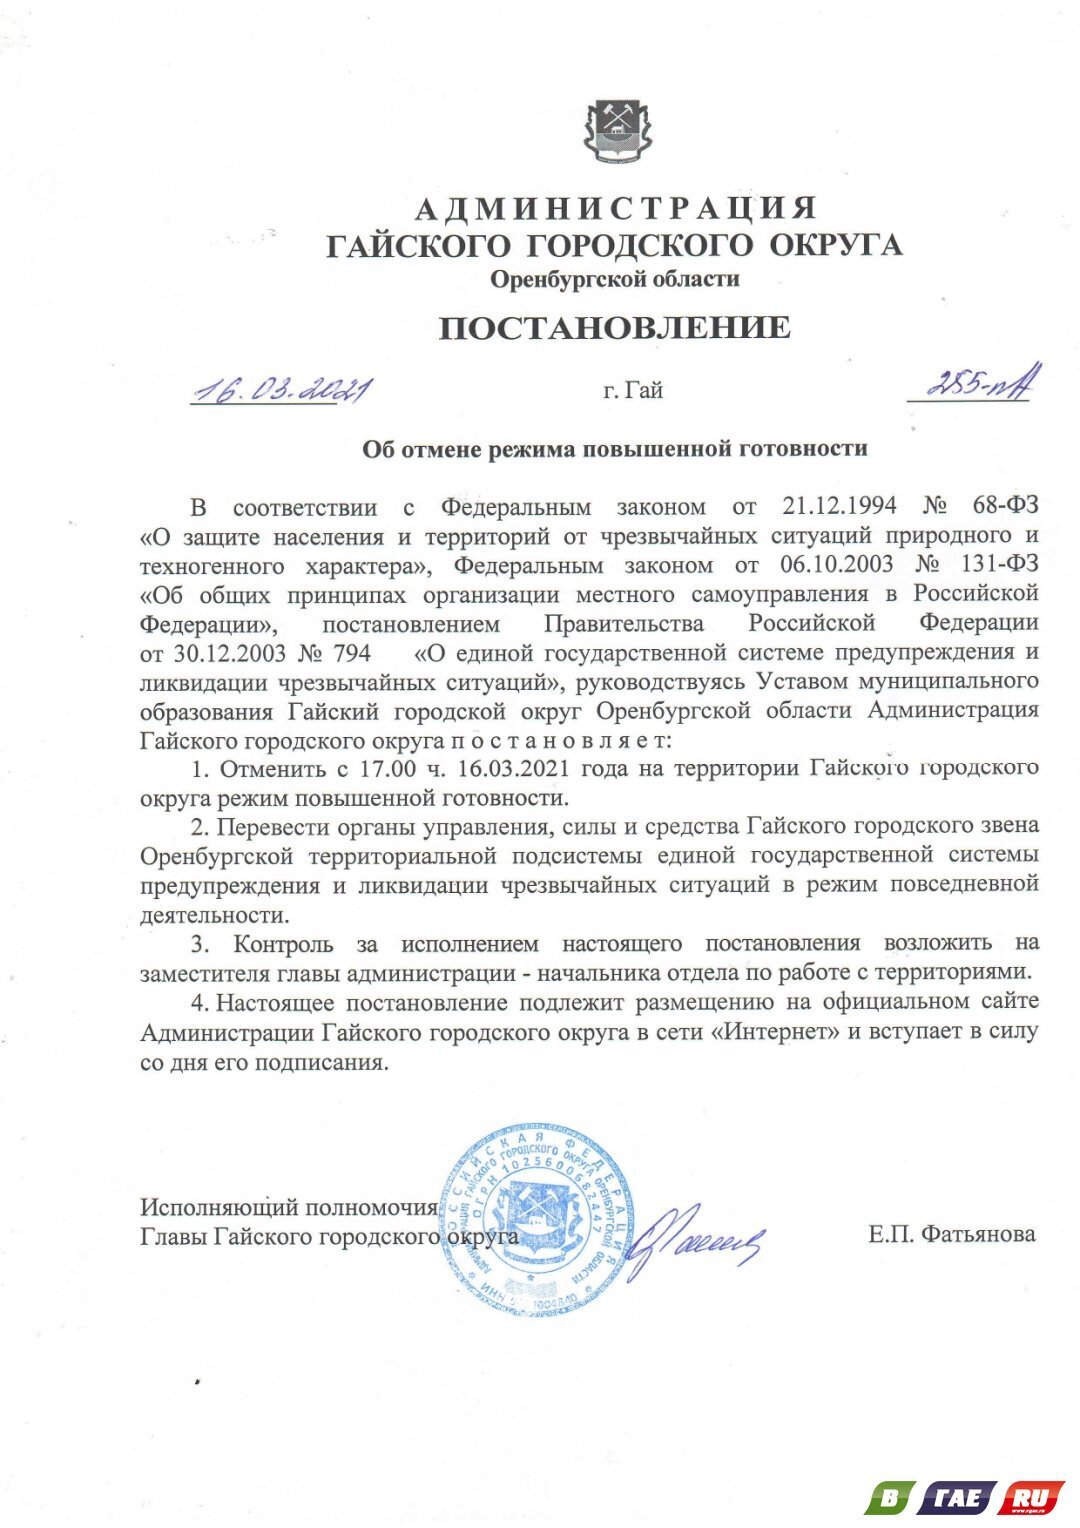 АДМИНИСТРАЦИЯ
ГАЙСКОГО ГОРОДСКОГО ОКРУГА
Оренбургской области
ПОСТАНОВЛЕНИЕ
16.03.2021 г. Гай 255-пА
Об отмене режима повышенной готовности
В соответствии с Федеральным законом от 21.12.1994 № 68-ФЗ
«О защите населения и территорий от чрезвычайных ситуаций природного и
техногенного характера», Федеральным законом от 06.10.2003 № 131-ФЗ
«Об общих принципах организации местного самоуправления в Российской
Федерации», постановлением Правительства Российской Федерации
от 30.12.2003 № 794 «О единой государственной системе предупреждения и
ликвидации чрезвычайных ситуаций», руководствуясь Уставом муниципального
образования Гайский городской округ Оренбургской области Администрация
Гайского городского округа п о с т а н о в л я е т:
1. Отменить с 17.00 ч. 16.03.2021 года на территории Гайского городского
округа режим повышенной готовности.
2. Перевести органы управления, силы и средства Гайского городского звена
Оренбургской территориальной подсистемы единой государственной системы
предупреждения и ликвидации чрезвычайных ситуаций в режим повседневной
деятельности.
3. Контроль за исполнением настоящего постановления возложить на
заместителя главы администрации - начальника отдела по работе с территориями.
4. Настоящее постановление подлежит размещению на официальном сайте
Администрации Гайского городского округа в сети «Интернет» и вступает в силу
со дня его подписания.
Исполняющий полномочия
Главы Гайского городского округа Е.П. Фатьянова
РОССИЙСКАЯ ФЕДЕРАЦИЯ
АДМИНИСТРАЦИЯ ГАЙСКОГО ГОРОДСКОГО ОКРУГА ОРЕНБУРГСКОЙ ОБЛАСТИ
ОГРН 1025600682447
ИНН
В ГАЕ RU